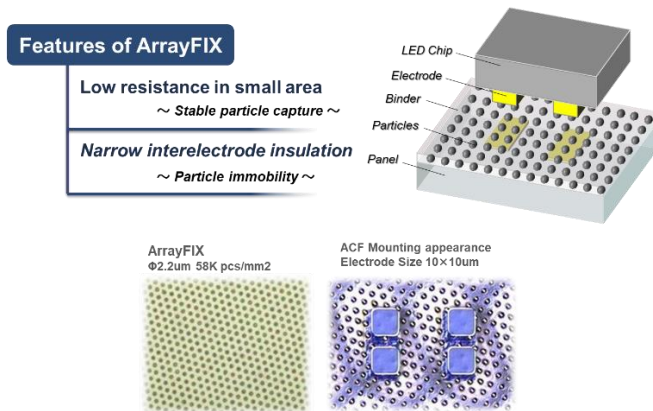 Features of ArrayFIX
Low resistance in small area
～ Stable particle capture ～
Narrow interelectrode insulation
～ Particle immobility ～
LED Chip
Electrode
Binder
Particles
Panel
ArrayFIX
Φ2.2um 58K pcs/mm2
ACF Mounting appearance
Electrode Size 10×10um